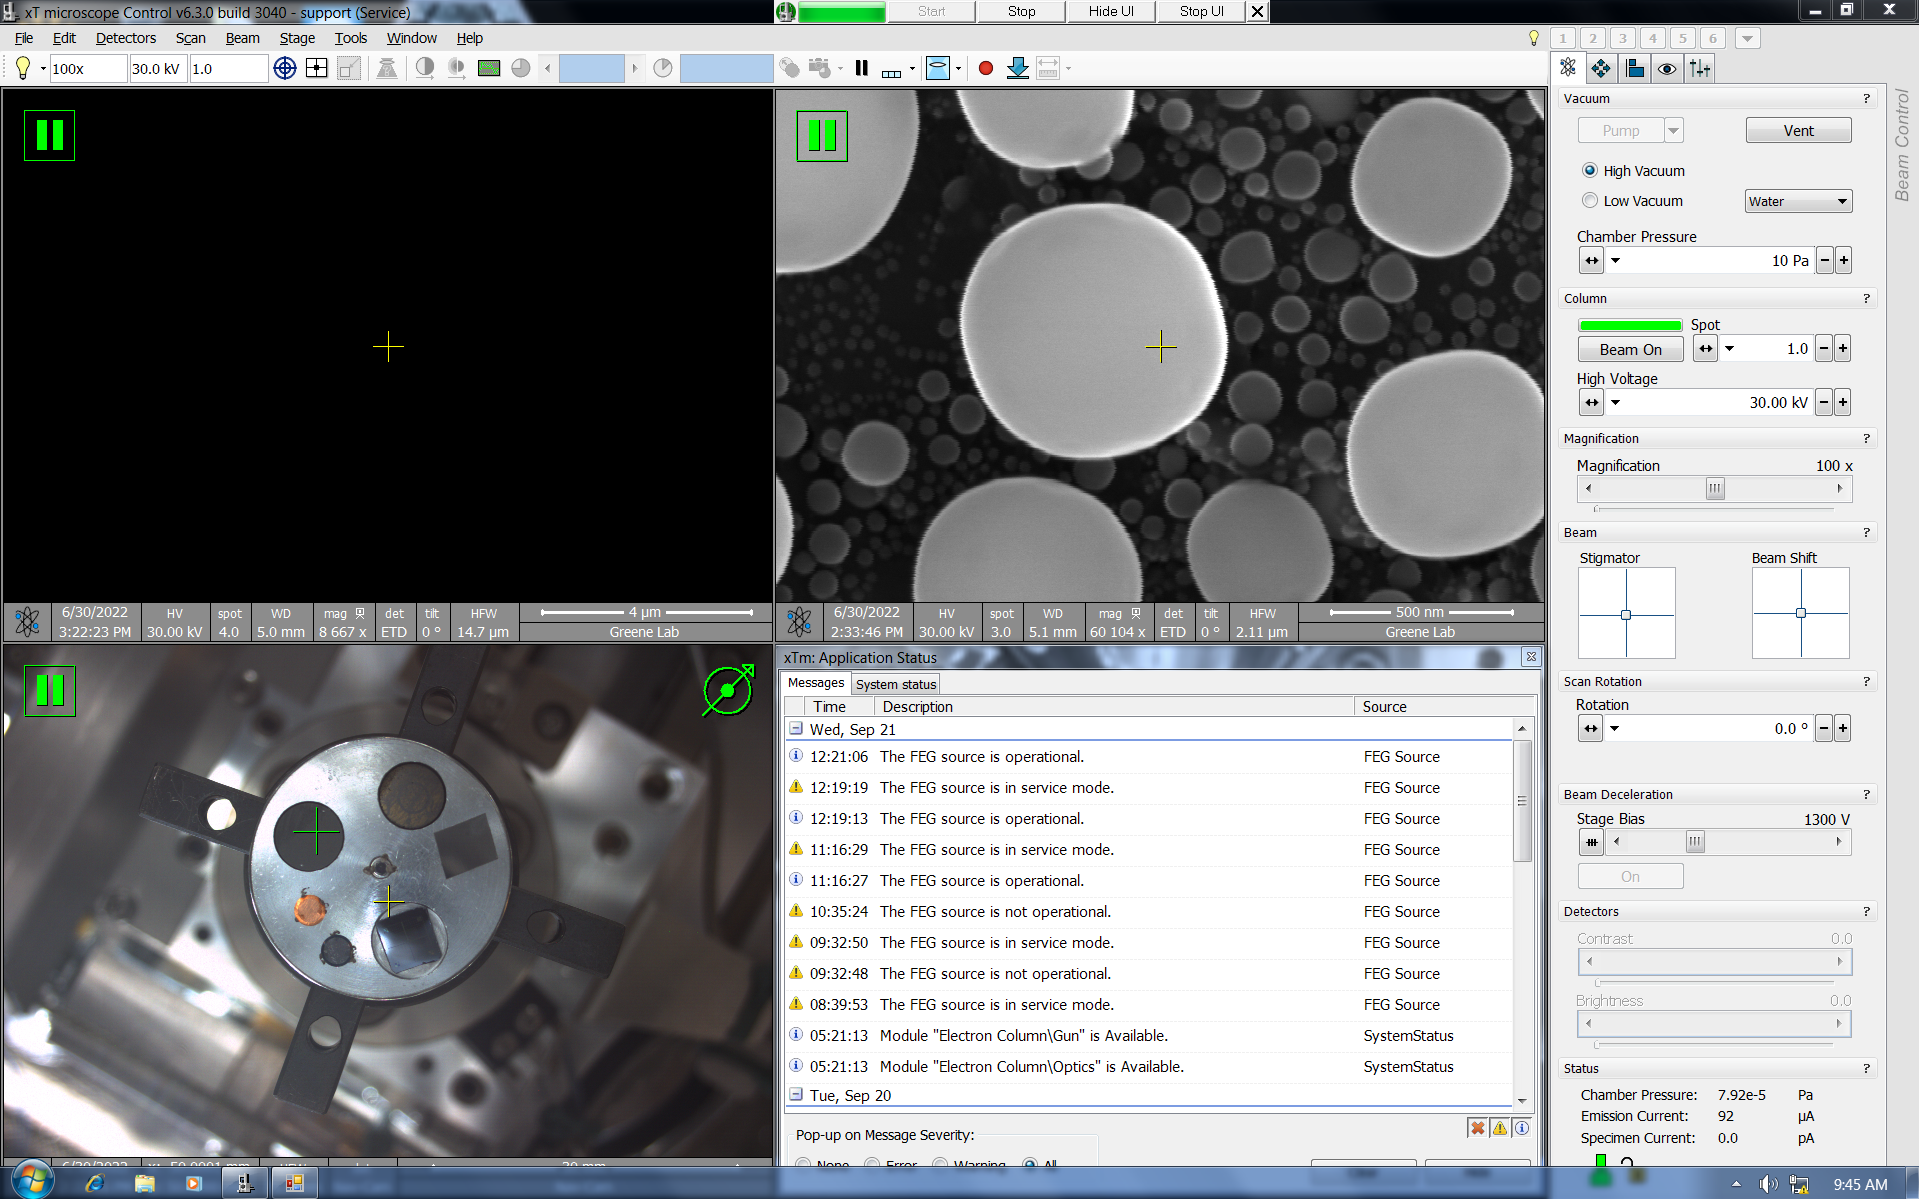 xT microscope Control v6.3.0 build 3040 - support (Service)
Start Stop Hide UI Stop UI
File Edit Detectors Scan Beam Stage Tools Window Help
1 2 3 4 5 6
100x 30.0 kV 1.0
Beam Control
Vacuum ?
Pump Vent
High Vacuum
Low Vacuum Water
Chamber Pressure
10 Pa
Column ?
Spot
Beam On 1.0
High Voltage
30.00 kV
Magnification ?
Magnification 100 x
Beam ?
Stigmator Beam Shift
Scan Rotation ?
Rotation
0.0 °
Beam Deceleration ?
Stage Bias 1300 V
On
Detectors ?
Contrast 0.0
Brightness 0.0
Status ?
Chamber Pressure: 7.92e-5 Pa
Emission Current: 92 µA
Specimen Current: 0.0 pA
6/30/2022 HV spot WD mag det tilt HFW 4 µm
3:22:23 PM 30.00 kV 4.0 5.0 mm 8 667 x ETD 0 ° 14.7 µm Greene Lab
6/30/2022 HV spot WD mag det tilt HFW 500 nm
2:33:46 PM 30.00 kV 3.0 5.1 mm 60 104 x ETD 0 ° 2.11 µm Greene Lab
xTm: Application Status
Messages System status
Time Description Source
Wed, Sep 21
12:21:06 The FEG source is operational. FEG Source
12:19:19 The FEG source is in service mode. FEG Source
12:19:13 The FEG source is operational. FEG Source
11:16:29 The FEG source is in service mode. FEG Source
11:16:27 The FEG source is operational. FEG Source
10:35:24 The FEG source is not operational. FEG Source
09:32:50 The FEG source is in service mode. FEG Source
09:32:48 The FEG source is not operational. FEG Source
08:39:53 The FEG source is in service mode. FEG Source
05:21:13 Module "Electron Column\Gun" is Available. SystemStatus
05:21:13 Module "Electron Column\Optics" is Available. SystemStatus
Tue, Sep 20
Pop-up on Message Severity:
None Error Warning All
9:45 AM